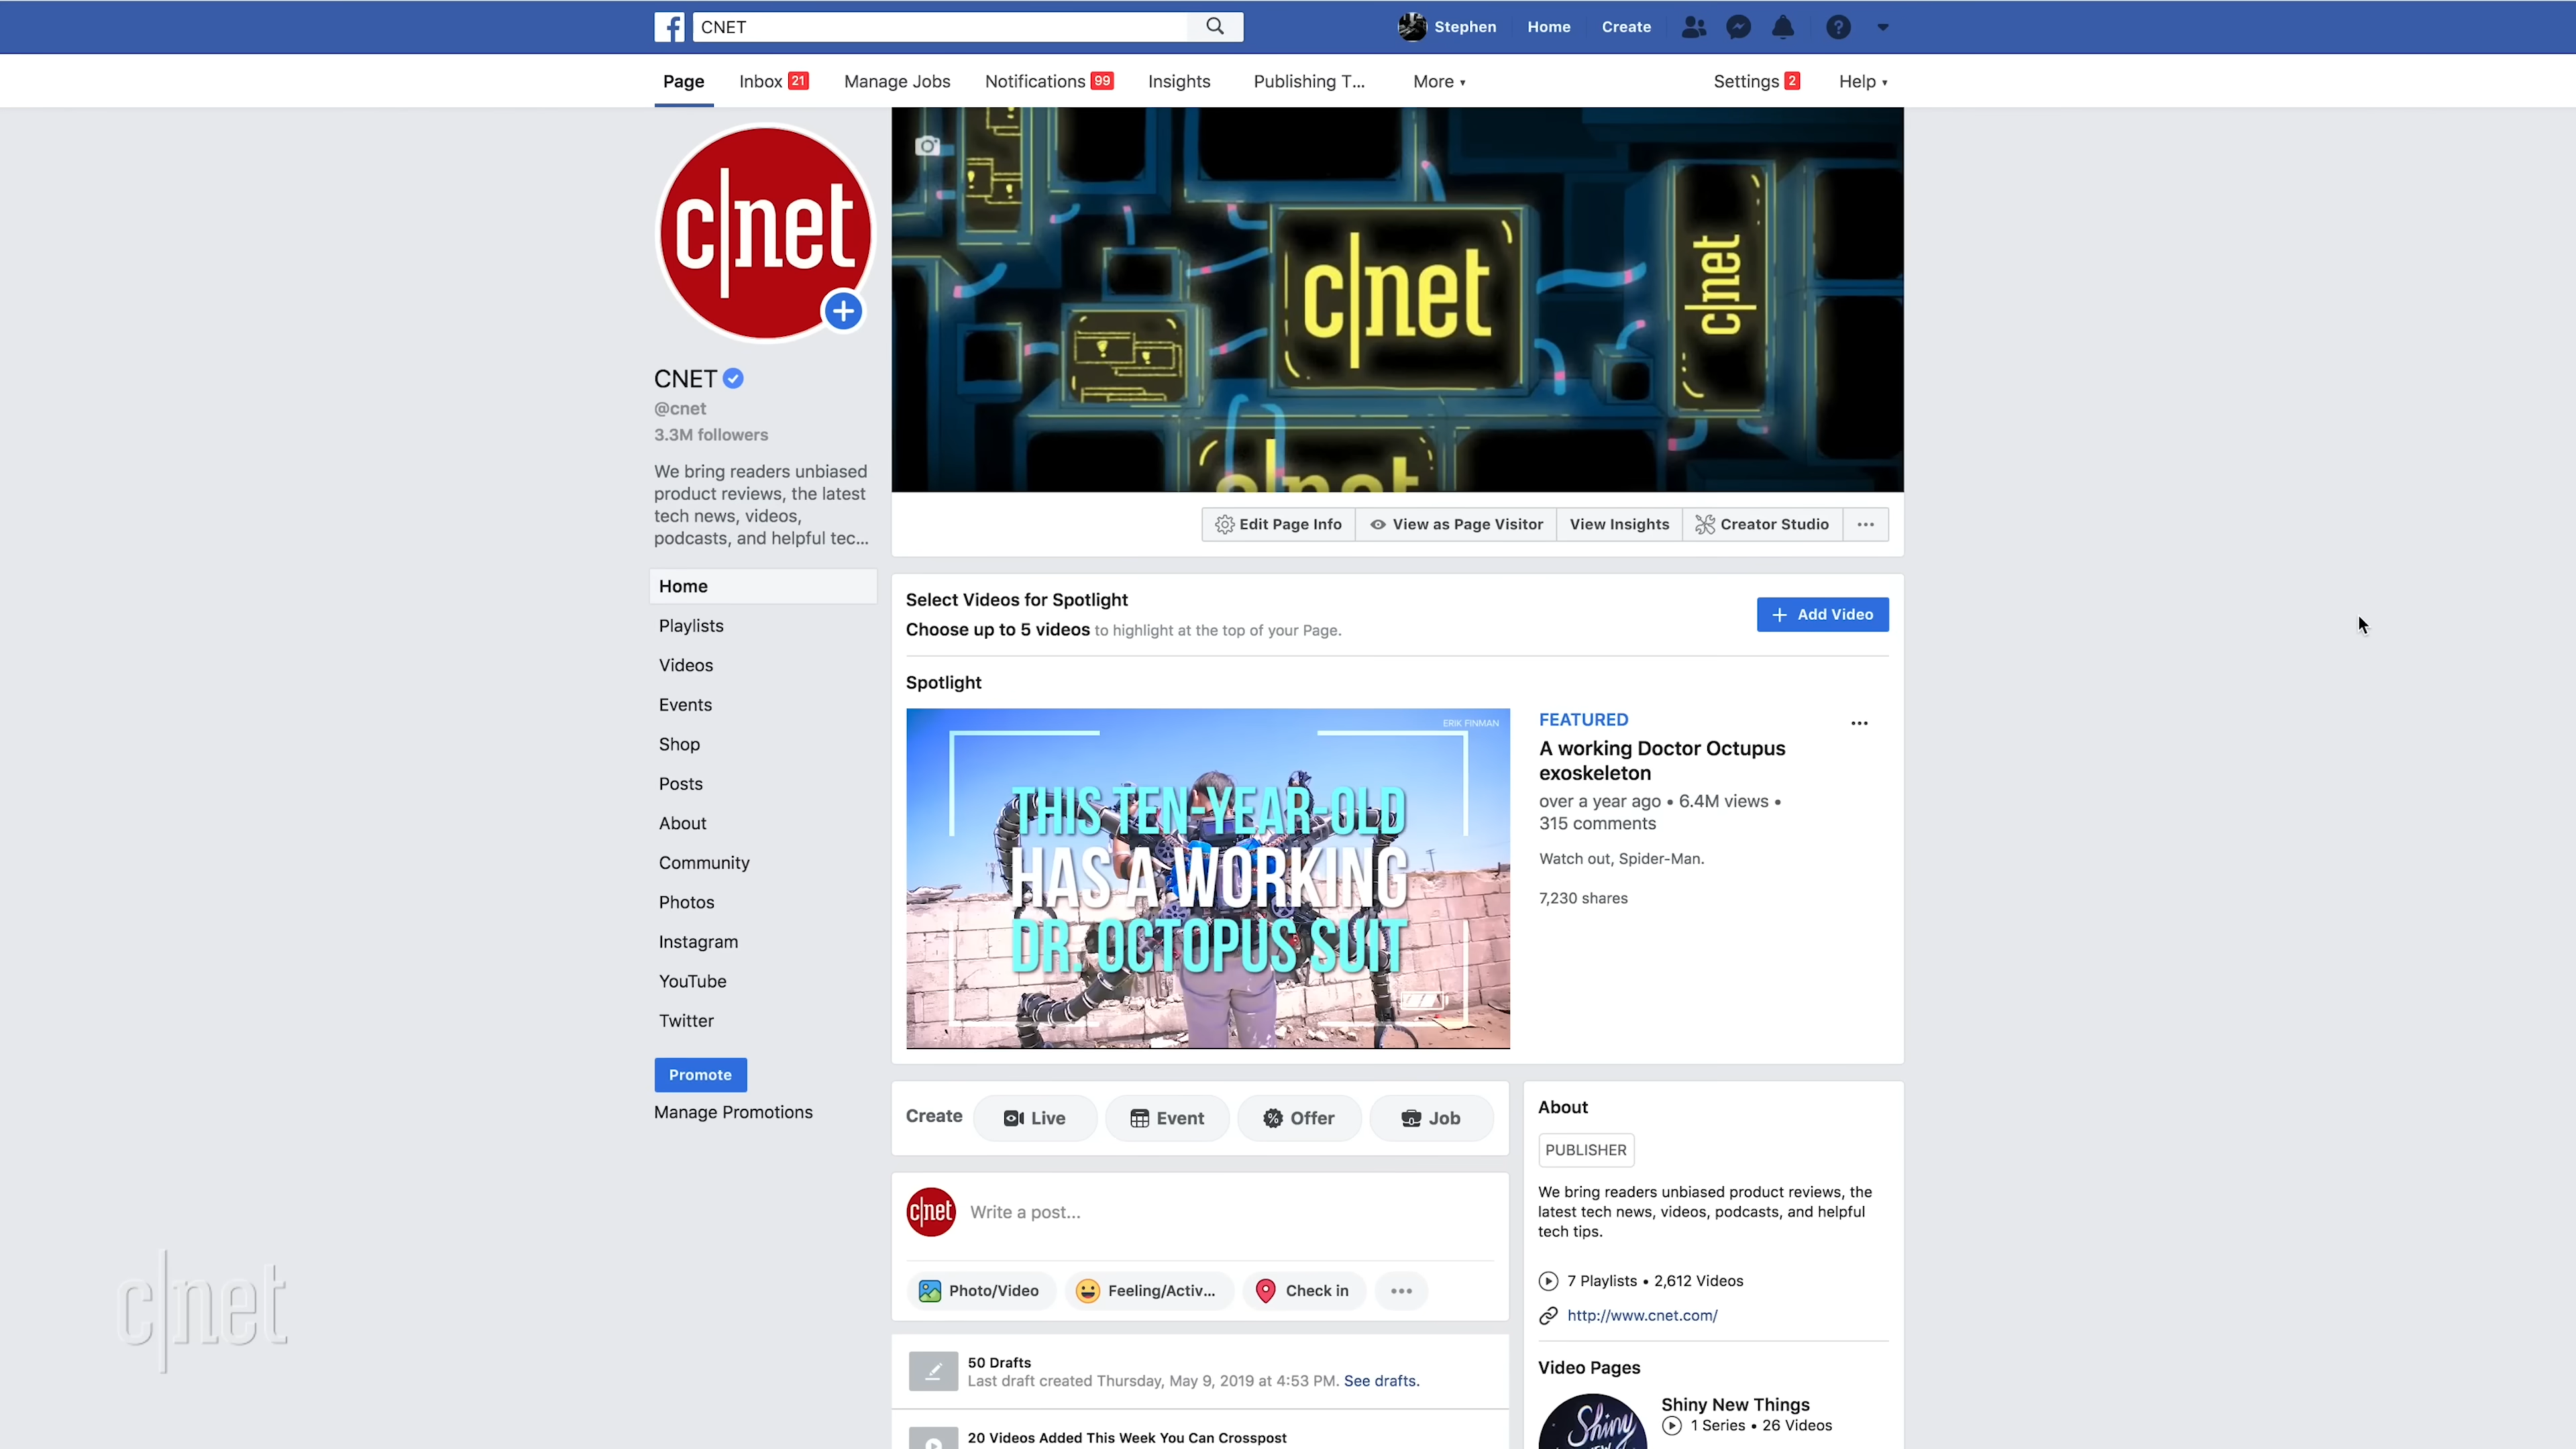 CNET
Stephen
Home
Create
Page
Inbox 21
Manage Jobs
Notifications 99
Insights
Publishing T...
More
Settings 2
Help
c|net
CNET
@cnet
3.3M followers
We bring readers unbiased
product reviews, the latest
tech news, videos,
podcasts, and helpful tec...
Home
Playlists
Videos
Events
Shop
Posts
About
Community
Photos
Instagram
YouTube
Twitter
Promote
Manage Promotions
c|net
c|net
c|net
Edit Page Info
View as Page Visitor
View Insights
Creator Studio
Select Videos for Spotlight
Choose up to 5 videos to highlight at the top of your Page.
+ Add Video
Spotlight
ERIK FINMAN
THIS TEN-YEAR-OLD
HAS A WORKING
DR. OCTOPUS SUIT
FEATURED
A working Doctor Octupus
exoskeleton
over a year ago • 6.4M views •
315 comments
Watch out, Spider-Man.
7,230 shares
Create
Live
Event
Offer
Job
c|net
Write a post...
Photo/Video
Feeling/Activ...
Check in
50 Drafts
Last draft created Thursday, May 9, 2019 at 4:53 PM. See drafts.
20 Videos Added This Week You Can Crosspost
About
PUBLISHER
We bring readers unbiased product reviews, the
latest tech news, videos, podcasts, and helpful
tech tips.
7 Playlists • 2,612 Videos
http://www.cnet.com/
Video Pages
Shiny
Shiny New Things
1 Series • 26 Videos
c|net